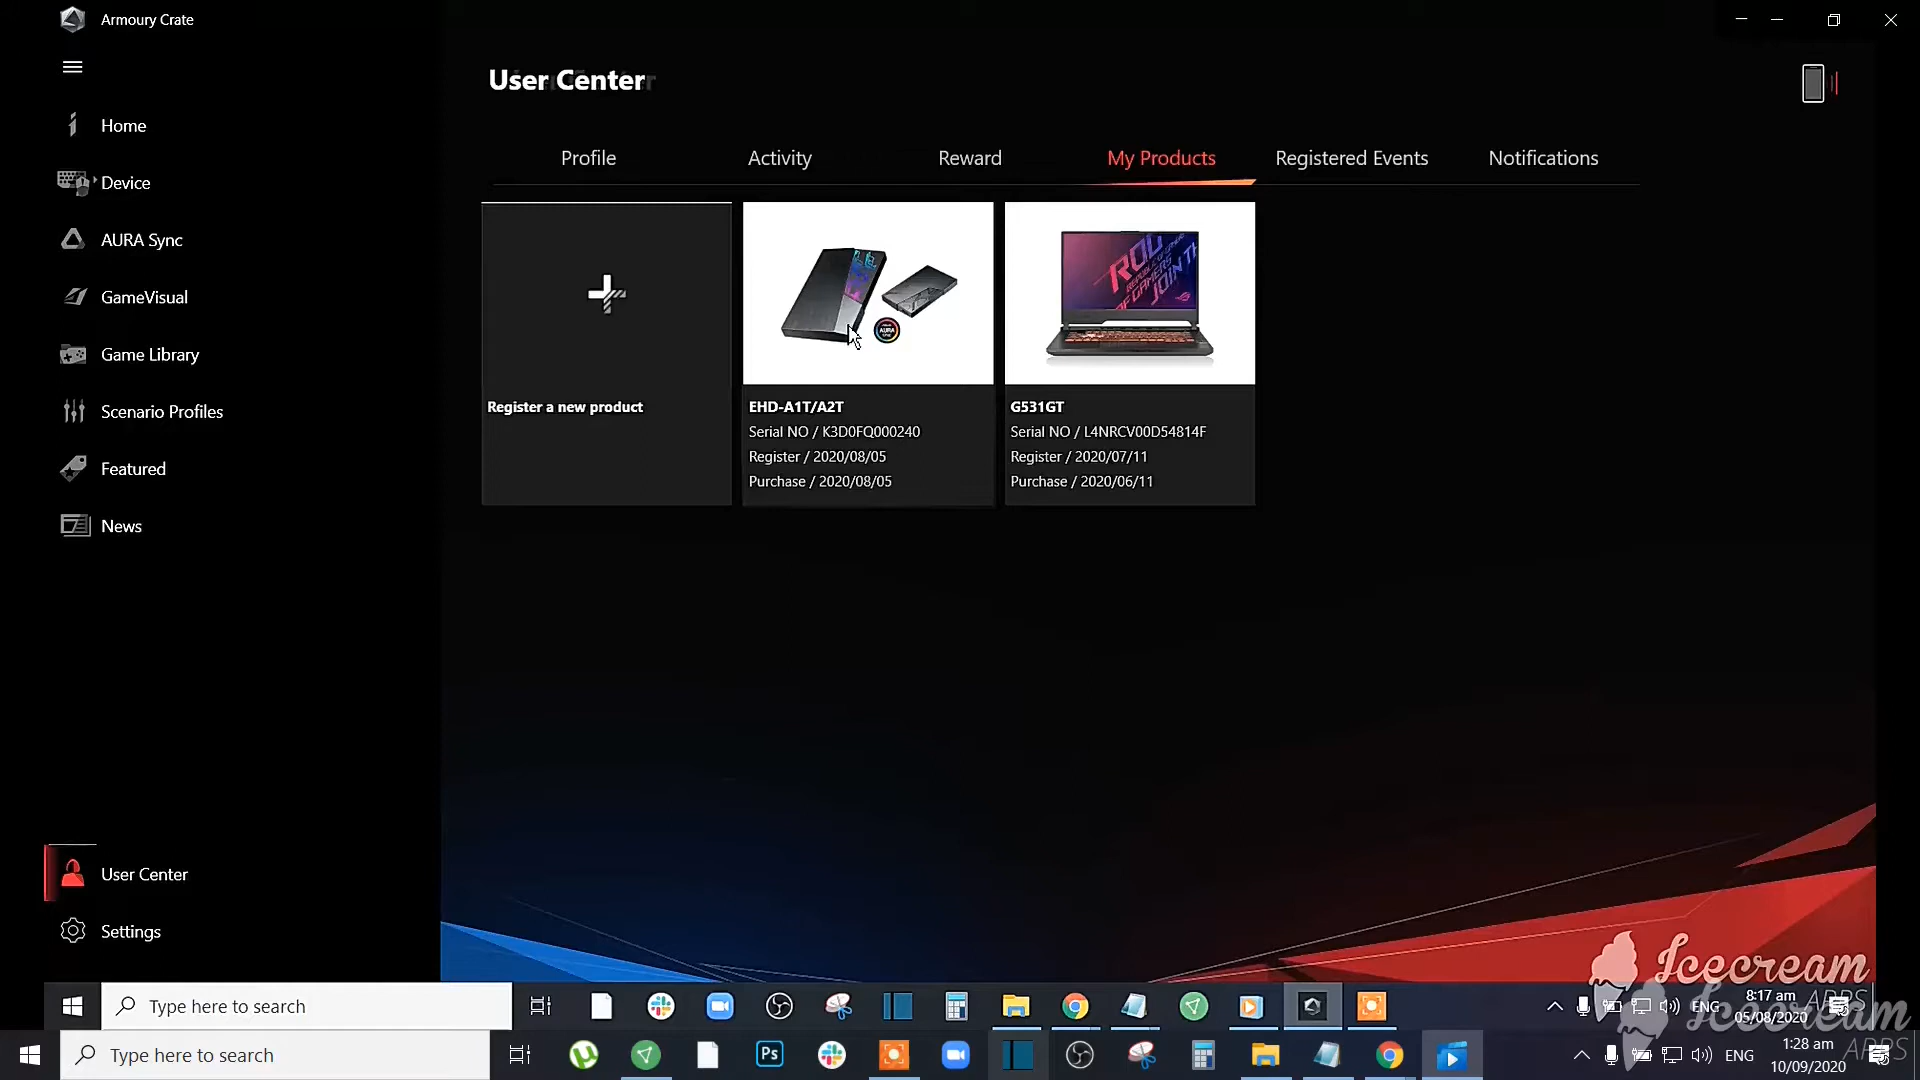 Armoury Crate
User Center
Home
Device
AURA Sync
GameVisual
Game Library
Scenario Profiles
Featured
News
User Center
Settings
Profile
Activity
Reward
My Products
Registered Events
Notifications
Register a new product
EHD-A1T/A2T
Serial NO / K3D0FQ000240
Register / 2020/08/05
Purchase / 2020/08/05
G531GT
Serial NO / L4NRCV00D54814F
Register / 2020/07/11
Purchase / 2020/06/11
Icecream
APPS
Type here to search
ENG
8:17 am
05/08/2020
Icecream
APPS
Type here to search
Ps
ENG
1:28 am
10/09/2020